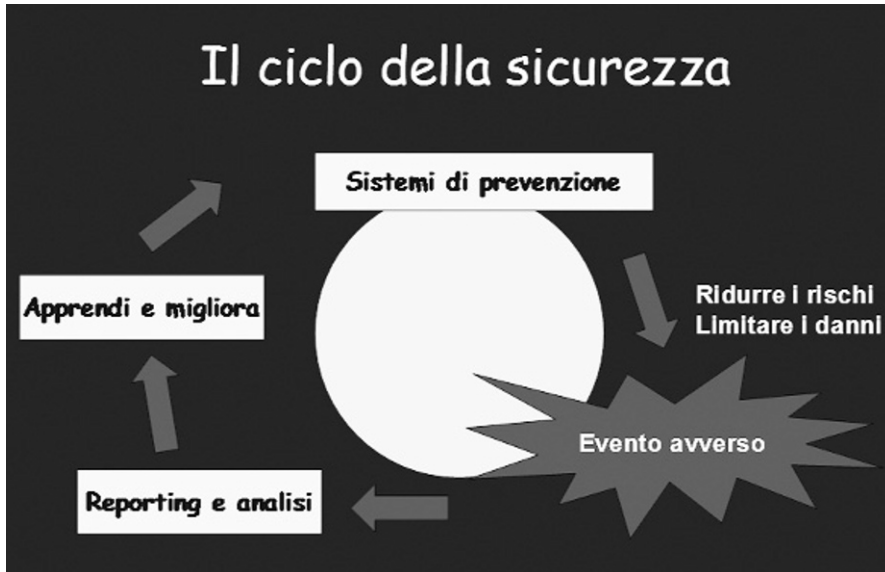 Il ciclo della sicurezza
Sistemi di prevenzione
Ridurre i rischi
Limitare i danni
Evento avverso
Reporting e analisi
Apprendi e migliora